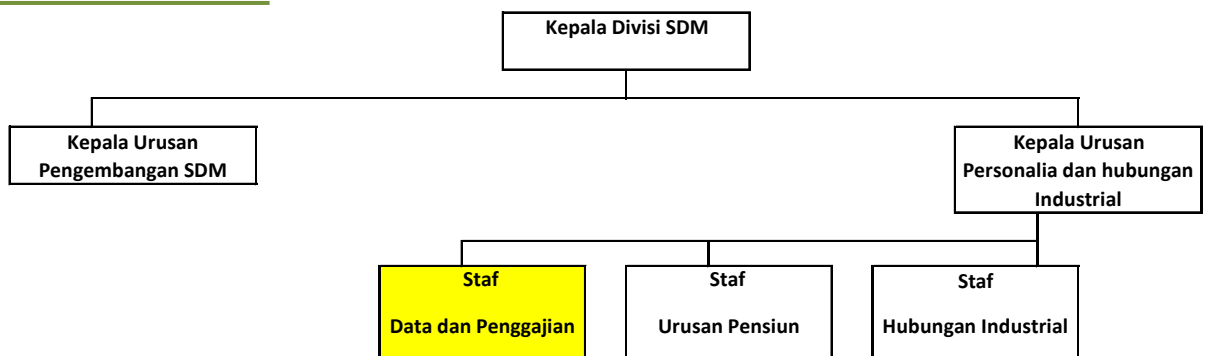 Kepala Divisi SDM
Kepala Urusan
Pengembangan SDM
Kepala Urusan
Personalia dan hubungan
Industrial
Staf
Data dan Penggajian
Staf
Urusan Pensiun
Staf
Hubungan Industrial